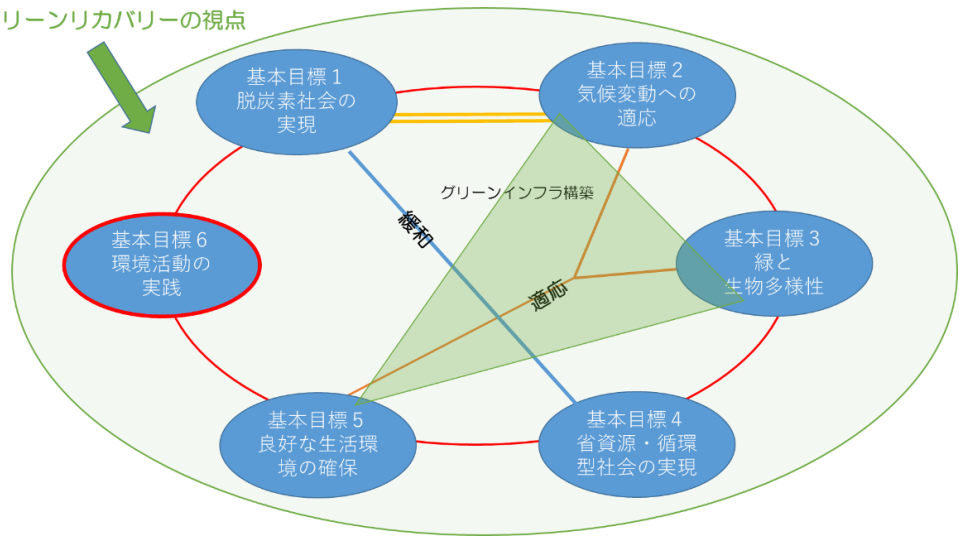 リーンリカバリーの視点
基本目標１
脱炭素社会の
実現
基本目標２
気候変動への
適応
グリーンインフラ構築
緩和
基本目標６
環境活動の
実践
基本目標３
緑と
生物多様性
適応
基本目標５
良好な生活環
境の確保
基本目標４
省資源・循環
型社会の実現